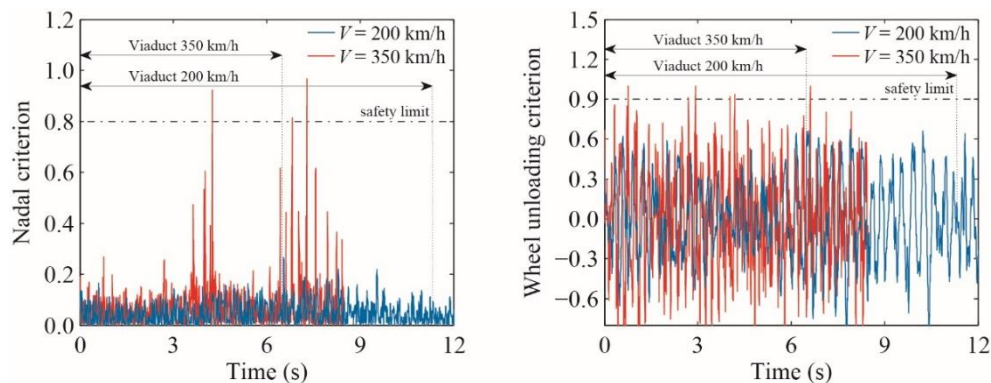 V = 200 km/h
V = 350 km/h
Viaduct 350 km/h
Viaduct 200 km/h
safety limit
1.2
1.0
0.8
0.6
0.4
0.2
0.0
Nadal criterion
0
3
6
9
12
Time (s)
V = 200 km/h
V = 350 km/h
Viaduct 350 km/h
Viaduct 200 km/h
safety limit
1.5
1.2
0.9
0.6
0.3
0.0
−0.3
−0.6
Wheel unloading criterion
0
3
6
9
12
Time (s)